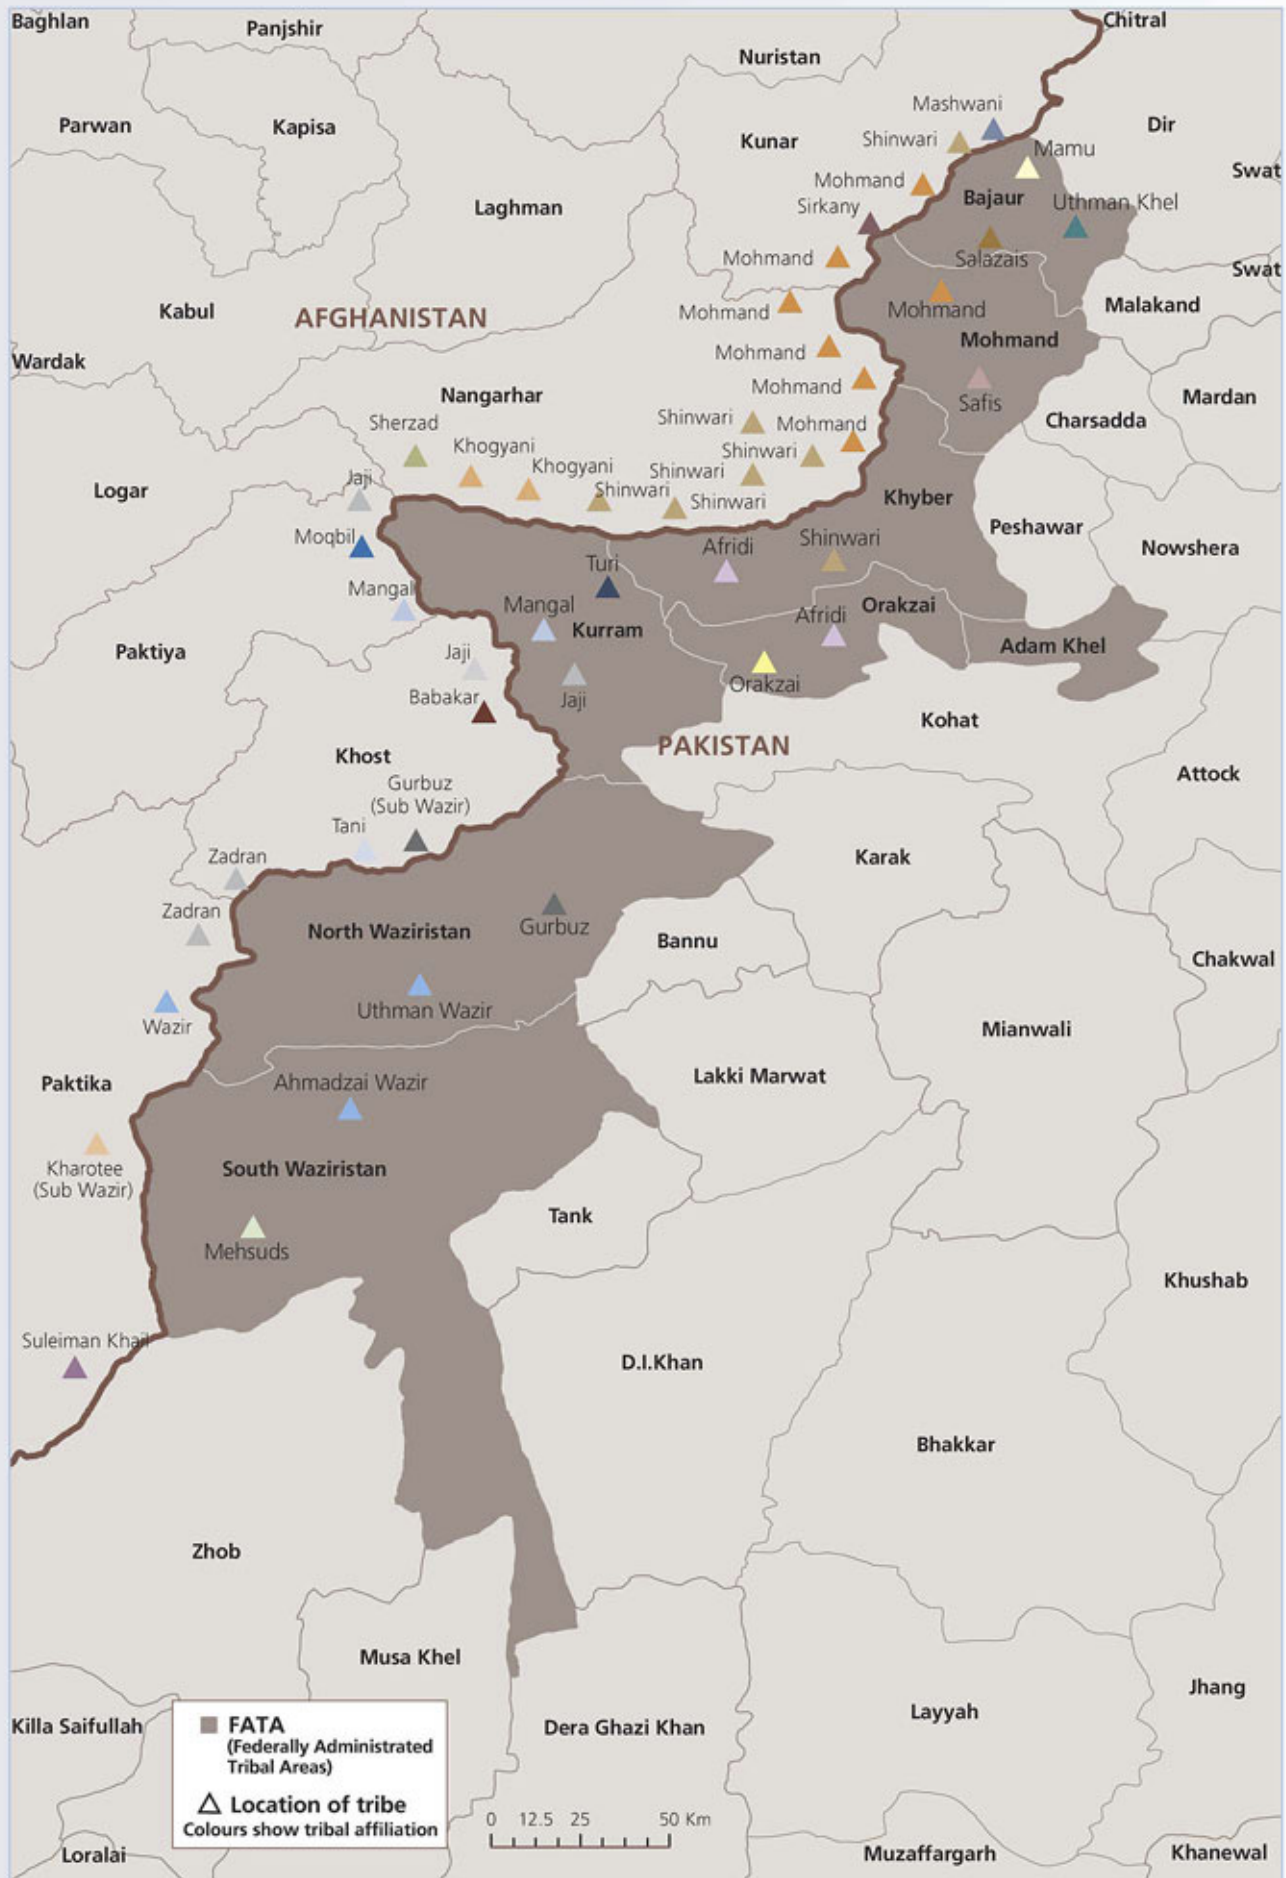 Baghlan
Panjshir
Chitral
Nuristan
Mashwani
Parwan
Kapisa
Kunar
Shinwari
Dir
Mamu
Swat
Mohmand
Bajaur
Sirkany
Laghman
Uthman Khel
Mohmand
Salazais
Swat
Kabul
AFGHANISTAN
Mohmand
Mohmand
Malakand
Mohmand
Wardak
Mohmand
Mohmand
Nangarhar
Safis
Mardan
Sherzad
Shinwari
Mohmand
Charsadda
Khogyani
Shinwari
Khogyani
Shinwari
Jaji
Logar
Shinwari
Shinwari
Khyber
Peshawar
Moqbil
Afridi
Shinwari
Nowshera
Turi
Mangal
Mangal
Kurram
Afridi
Orakzai
Adam Khel
Paktiya
Jaji
Babakar
Jaji
Orakzai
Kohat
PAKISTAN
Khost
Attock
Gurbuz
(Sub Wazir)
Tani
Zadran
Karak
Zadran
North Waziristan
Gurbuz
Bannu
Chakwal
Wazir
Uthman Wazir
Mianwali
Paktika
Ahmadzai Wazir
Lakki Marwat
Kharotee
(Sub Wazir)
South Waziristan
Tank
Mehsuds
Khushab
Suleiman Khail
D.I.Khan
Bhakkar
Zhob
Musa Khel
Jhang
Killa Saifullah
Dera Ghazi Khan
Layyah
FATA
(Federally Administrated
Tribal Areas)
Location of tribe
Colours show tribal affiliation
0 12.5 25 50 Km
Loralai
Muzaffargarh
Khanewal